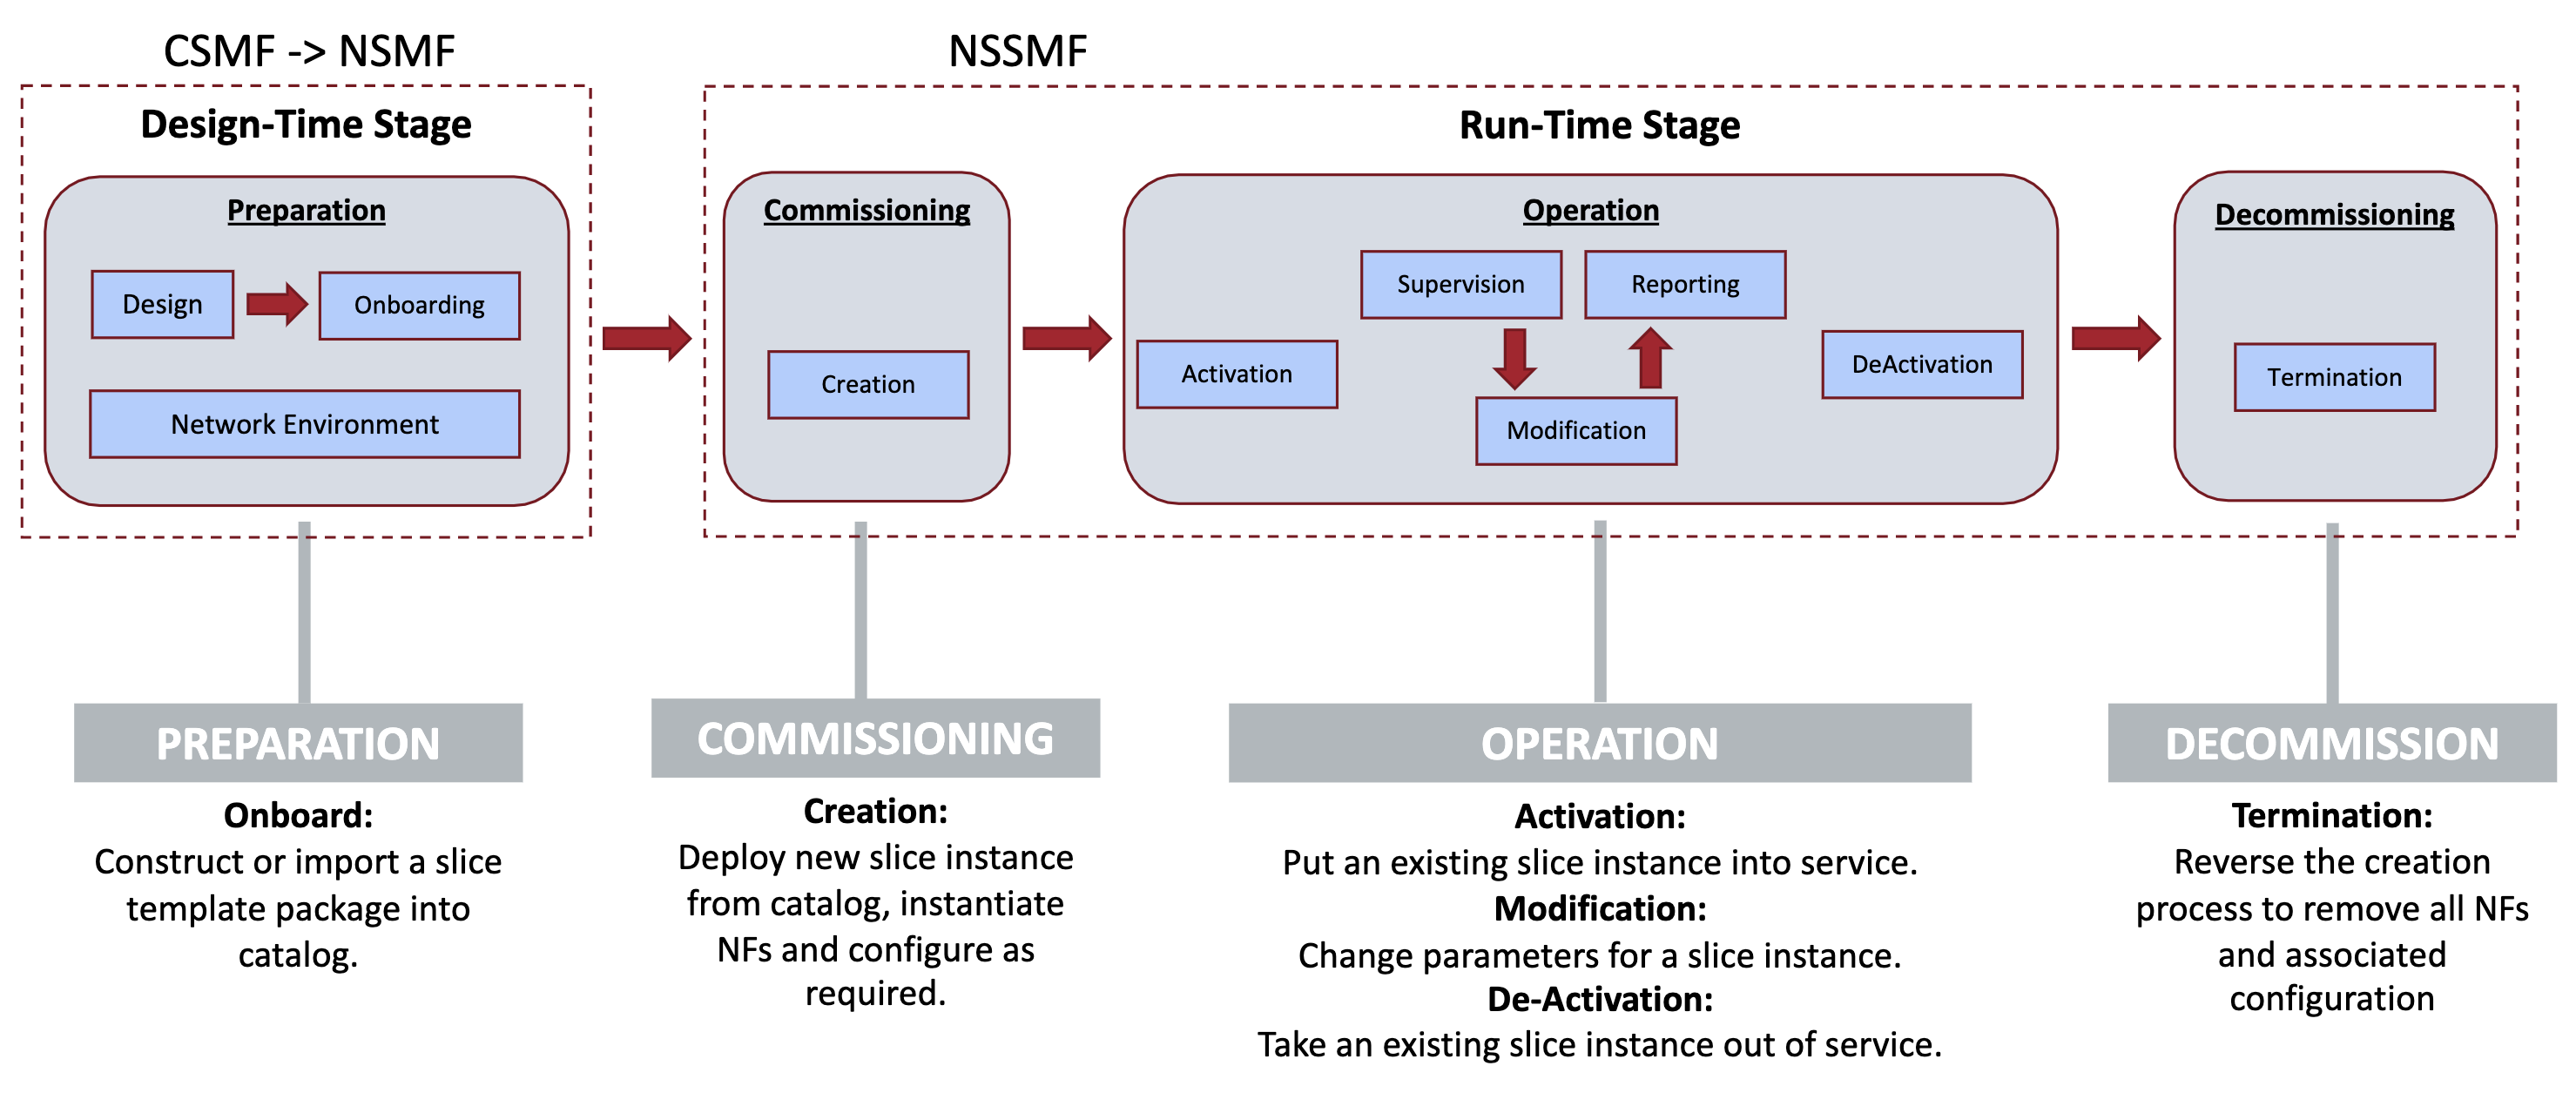 CSMF -> NSMF
NSSMF
Design-Time Stage
Run-Time Stage
Preparation
Design
Onboarding
Network Environment
Commissioning
Creation
Operation
Supervision
Reporting
Activation
Modification
DeActivation
Decommissioning
Termination
PREPARATION
Onboard:
Construct or import a slice
template package into
catalog.
COMMISSIONING
Creation:
Deploy new slice instance
from catalog, instantiate
NFs and configure as
required.
OPERATION
Activation:
Put an existing slice instance into service.
Modification:
Change parameters for a slice instance.
De-Activation:
Take an existing slice instance out of service.
DECOMMISSION
Termination:
Reverse the creation
process to remove all NFs
and associated
configuration